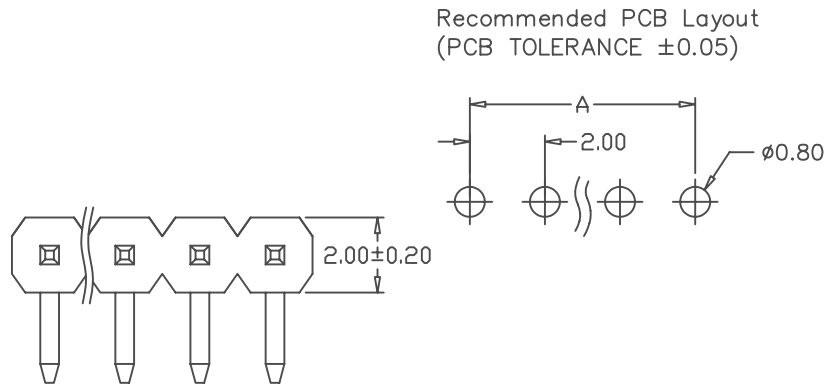 Recommended PCB Layout
(PCB TOLERANCE ±0.05)
A
2.00
ø0.80
2.00±0.20